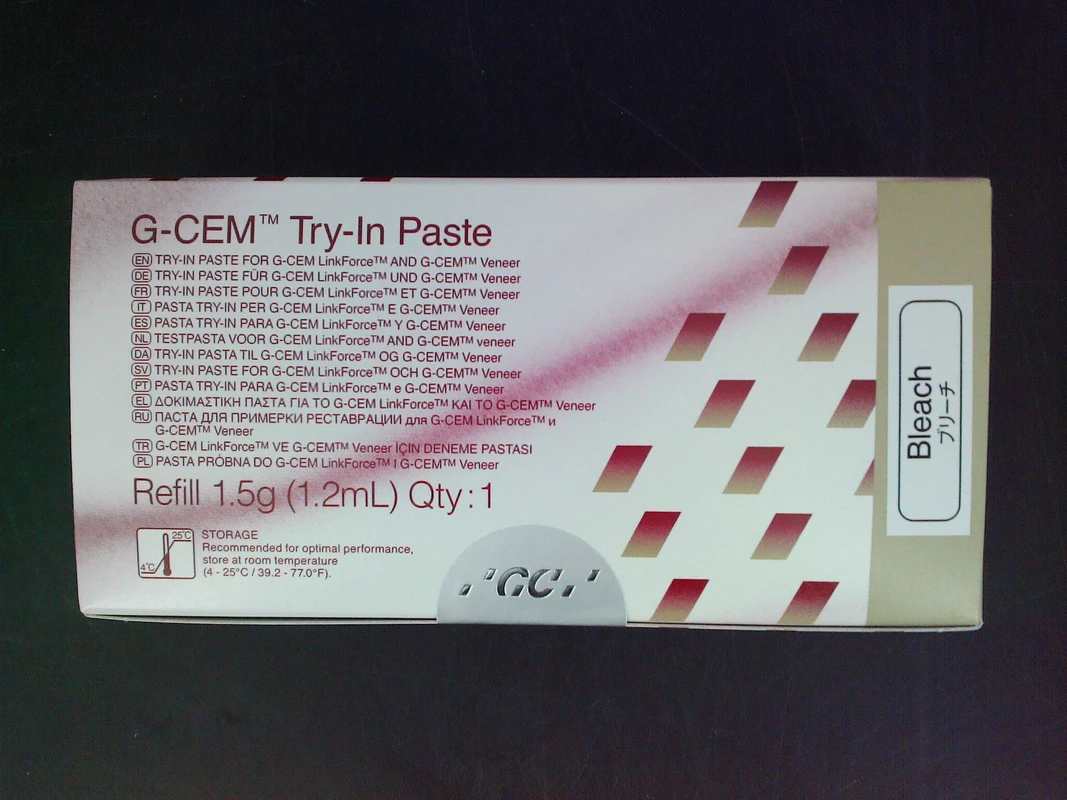 G-CEM™ Try-In Paste
EN TRY-IN PASTE FOR G-CEM LinkForce™ AND G-CEM™ Veneer
DE TRY-IN PASTE FÜR G-CEM LinkForce™ UND G-CEM™ Veneer
FR TRY-IN PASTE POUR G-CEM LinkForce™ ET G-CEM™ Veneer
IT PASTA TRY-IN PER G-CEM LinkForce™ E G-CEM™ Veneer
ES PASTA TRY-IN PARA G-CEM LinkForce™ Y G-CEM™ Veneer
NL TESTPASTA VOOR G-CEM LinkForce™ AND G-CEM™ veneer
DA TRY-IN PASTA TIL G-CEM LinkForce™ OG G-CEM™ Veneer
SV TRY-IN PASTE FOR G-CEM LinkForce™ OCH G-CEM™ Veneer
PT PASTA TRY-IN PARA G-CEM LinkForce™ e G-CEM™ Veneer
EL ΔΟΚΙΜΑΣΤΙΚΗ ΠΑΣΤΑ ΓΙΑ ΤΟ G-CEM LinkForce™ ΚΑΙ ΤΟ G-CEM™ Veneer
RU ПАСТА ДЛЯ ПРИМЕРКИ РЕСТАВРАЦИИ для G-CEM LinkForce™ и
G-CEM™ Veneer
TR G-CEM LinkForce™ VE G-CEM™ Veneer IÇIN DENEME PASTASI
PL PASTA PRÓBNA DO G-CEM LinkForce™ I G-CEM™ Veneer
Refill 1.5g (1.2mL) Qty : 1
25°C
4°C
STORAGE
Recommended for optimal performance,
store at room temperature
(4 - 25°C / 39.2 - 77.0°F).
GC
Bleach
ブリーチ